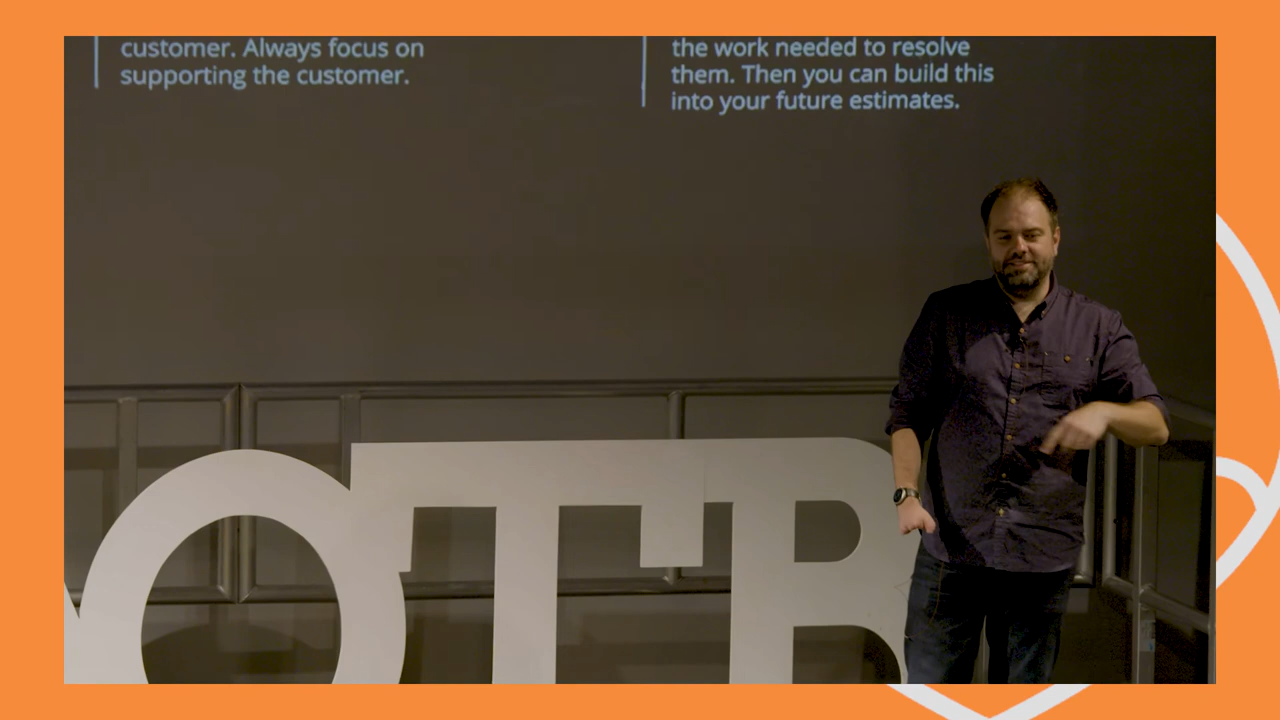 customer. Always focus on
supporting the customer.
the work needed to resolve
them. Then you can build this
into your future estimates.
OTB